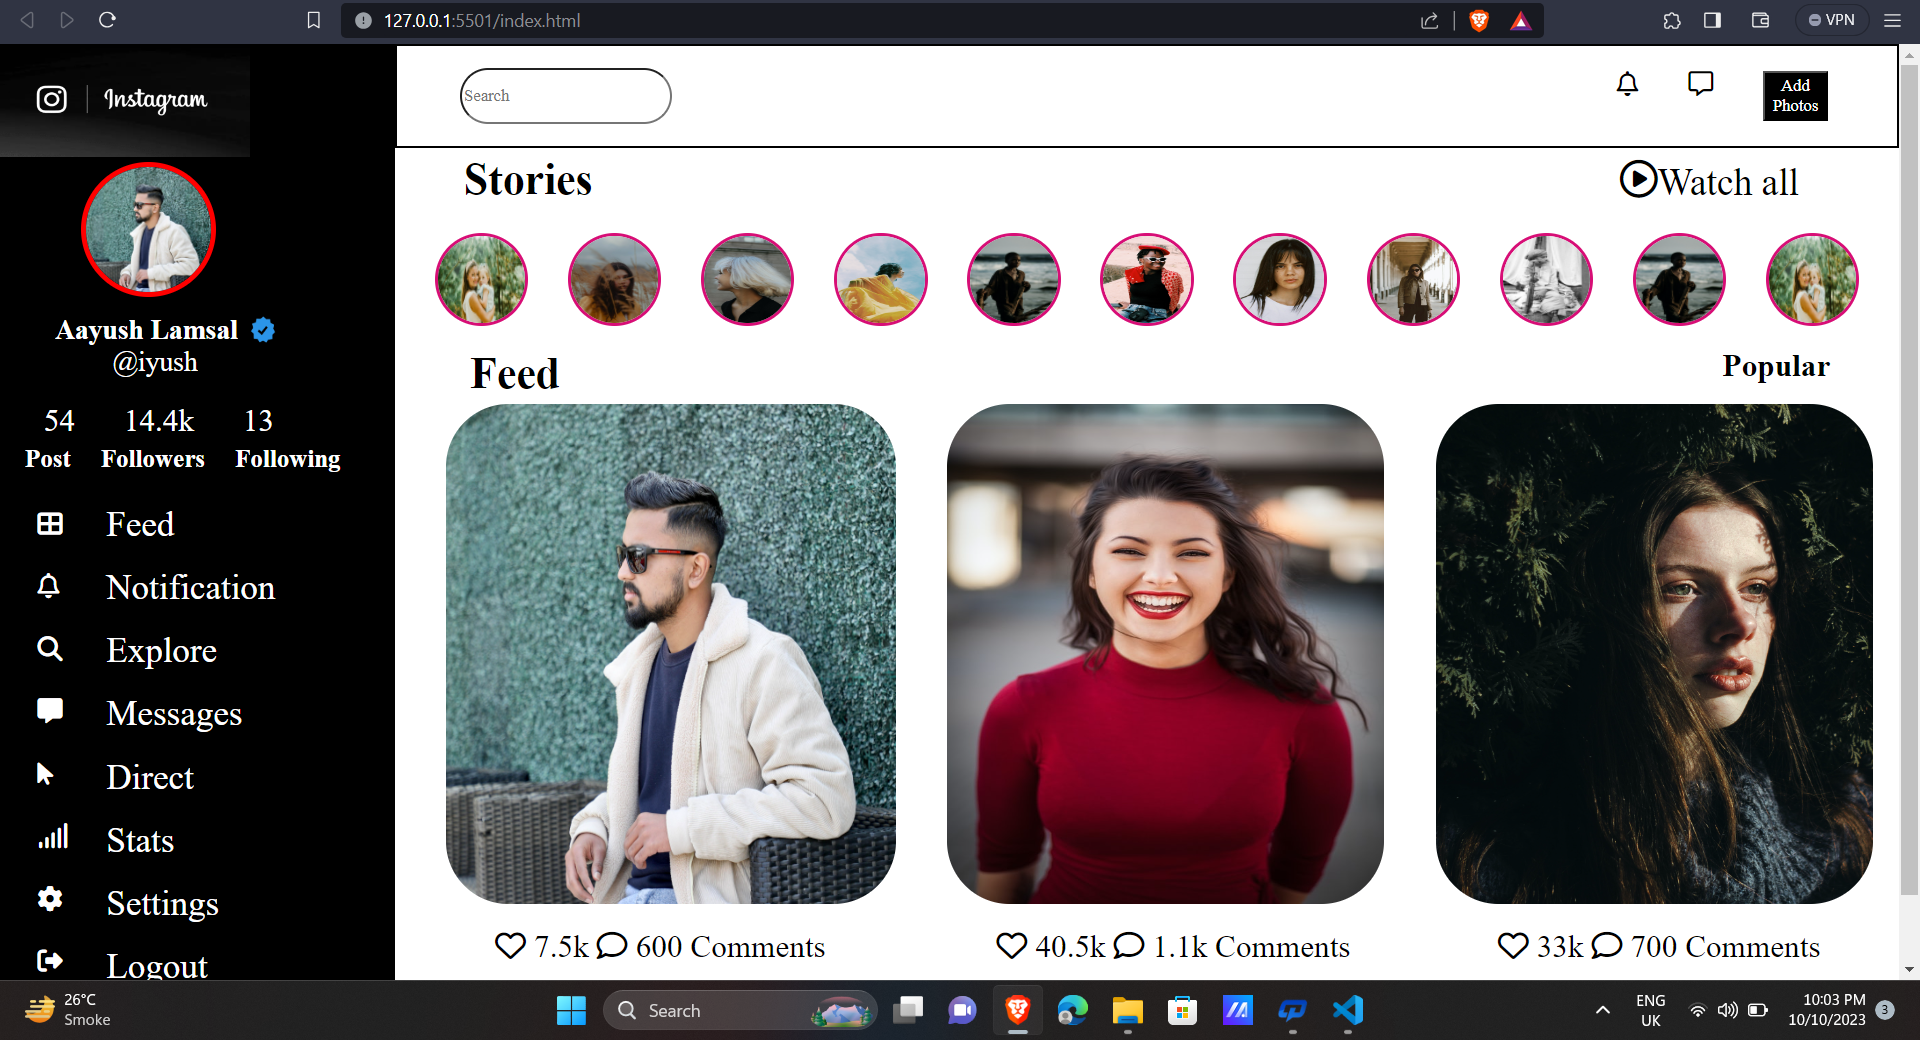 127.0.0.1:5501/index.html
VPN
Instagram
Search
Add
Photos
Stories
Watch all
Aayush Lamsal
@iyush
54 14.4k 13
Post Followers Following
Feed
Notification
Explore
Messages
Direct
Stats
Settings
Logout
Feed
Popular
7.5k 600 Comments
40.5k 1.1k Comments
33k 700 Comments
26°C
Smoke
Search
ENG
UK
10:03 PM
10/10/2023
3